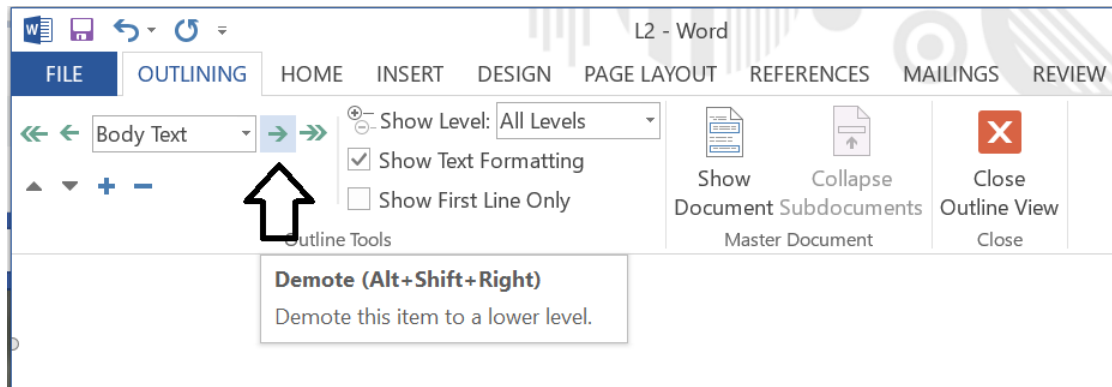 L2 - Word
FILE OUTLINING HOME INSERT DESIGN PAGE LAYOUT REFERENCES MAILINGS REVIEW
Body Text
Show Level: All Levels
Show Text Formatting
Show First Line Only
Outline Tools
Show
Document
Collapse
Subdocuments
Master Document
Close
Outline View
Close
Demote (Alt+Shift+Right)
Demote this item to a lower level.